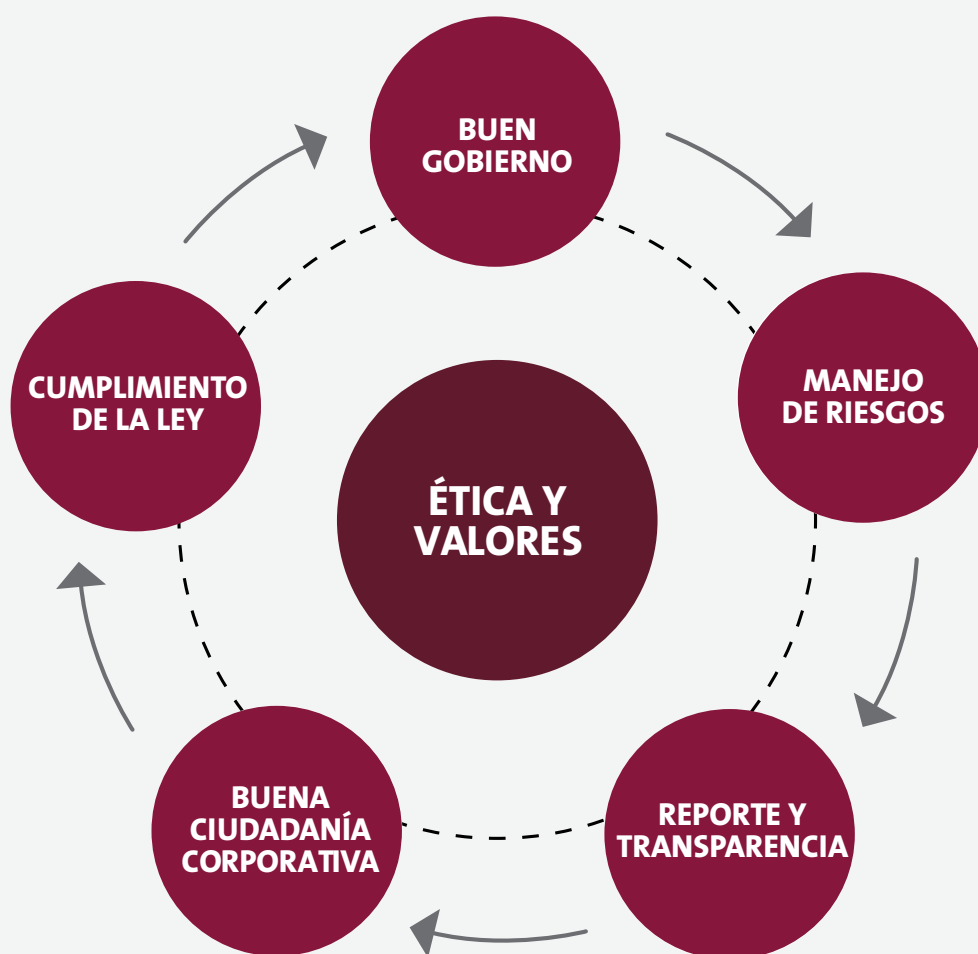 BUEN
GOBIERNO
MANEJO
DE RIESGOS
REPORTE Y
TRANSPARENCIA
BUENA
CIUDADANÍA
CORPORATIVA
CUMPLIMIENTO
DE LA LEY
ÉTICA Y
VALORES